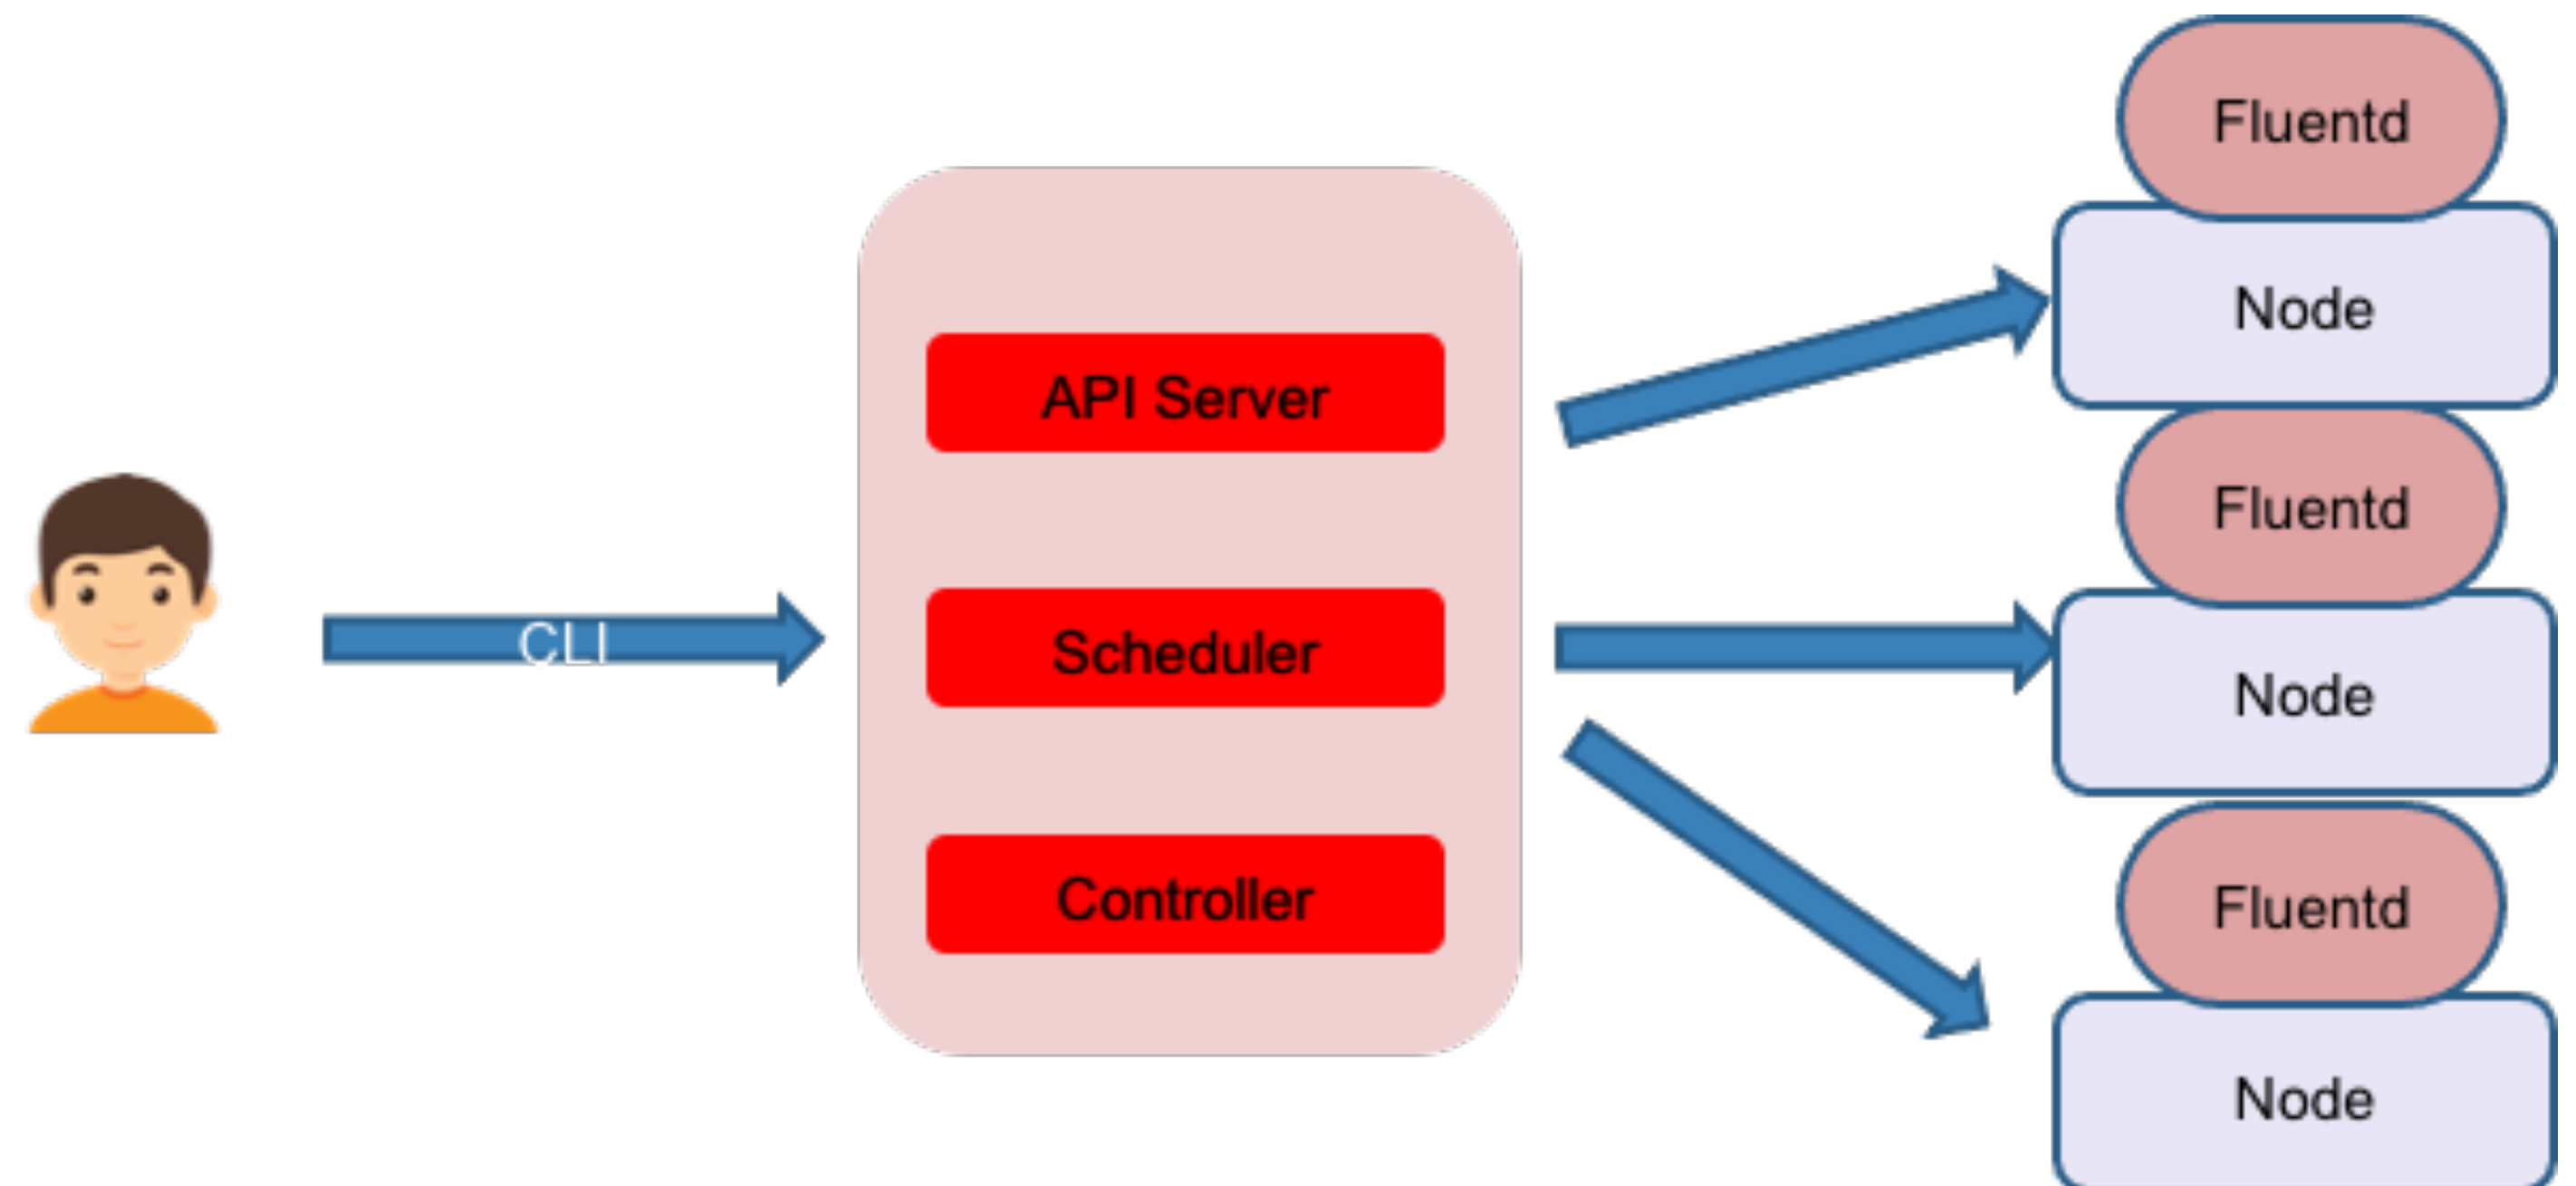 CLI
API Server
Scheduler
Controller
Fluentd
Node
Fluentd
Node
Fluentd
Node